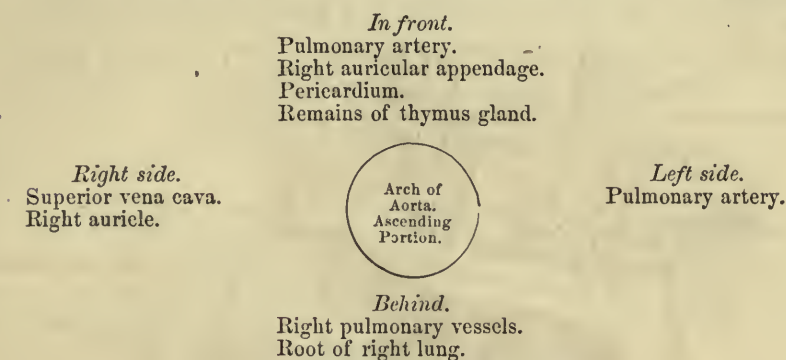 In front.
Pulmonary artery.
Right auricular appendage.
Pericardium.
Remains of thymus gland.
Right side.
Superior vena cava.
Right auricle.
Arch of
Aorta.
Ascending
Portion.
Left side.
Pulmonary artery.
Behind.
Right pulmonary vessels.
Root of right lung.